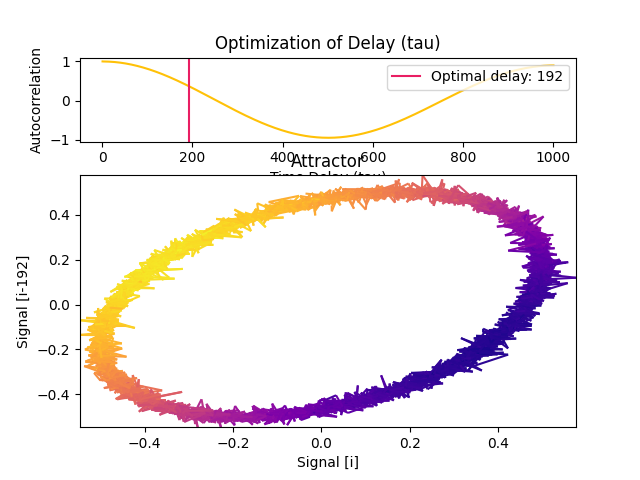 Optimization of Delay (tau)
Autocorrelation
1
0
−1
Optimal delay: 192
0 200 400 600 800 1000
Time Delay (tau)
Attractor
Signal [i-192]
0.4
0.2
0.0
−0.2
−0.4
−0.4 −0.2 0.0 0.2 0.4
Signal [i]